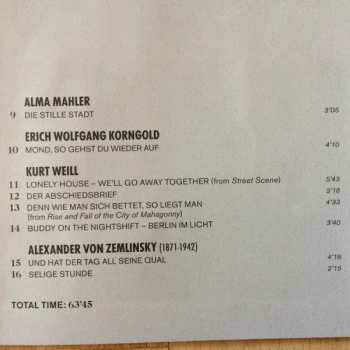 ALMA MAHLER
9 DIE STILLE STADT 3'05
ERICH WOLFGANG KORNGOLD
10 MOND, SO GEHST DU WIEDER AUF 4'10
KURT WEILL
11 LONELY HOUSE – WE'LL GO AWAY TOGETHER (from Street Scene) 5'43
12 DER ABSCHIEDSBRIEF 3'18
13 DENN WIE MAN SICH BETTET, SO LIEGT MAN 4'33
(from Rise and Fall of the City of Mahagonny)
14 BUDDY ON THE NIGHTSHIFT – BERLIN IM LICHT 3'40
ALEXANDER VON ZEMLINSKY (1871-1942)
15 UND HAT DER TAG ALL SEINE QUAL 4'18
16 SELIGE STUNDE 2'15
TOTAL TIME: 63'45